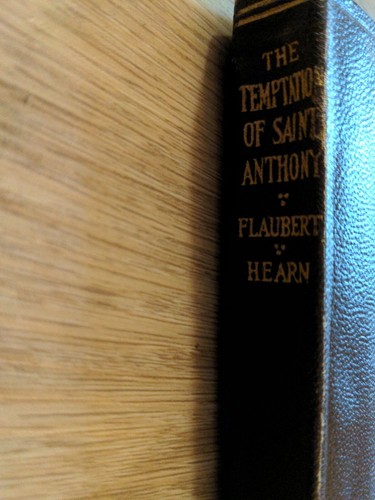 THE
TEMPTATION
OF SAINT
ANTHONY
FLAUBERT
HEARN